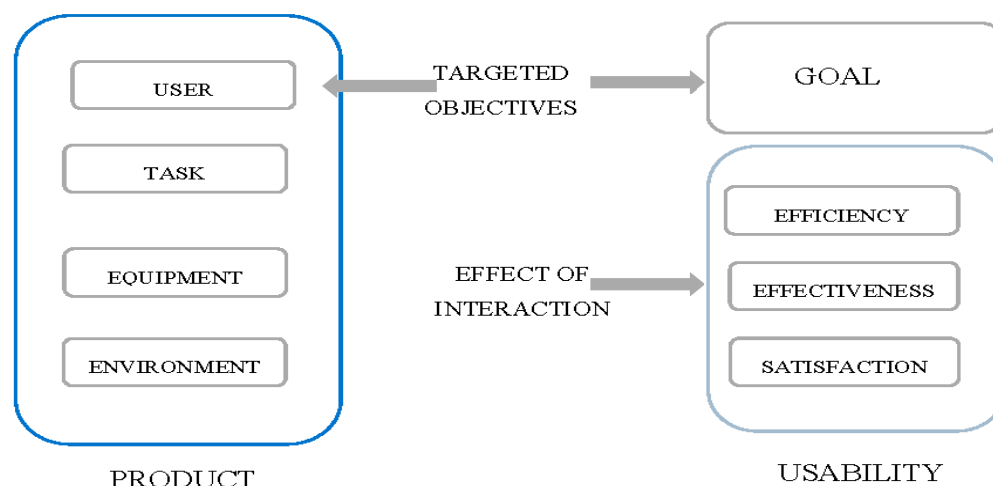 USER
TASK
EQUIPMENT
ENVIRONMENT
PRODUCT
TARGETED
OBJECTIVES
EFFECT OF
INTERACTION
GOAL
EFFICIENCY
EFFECTIVENESS
SATISFACTION
USABILITY